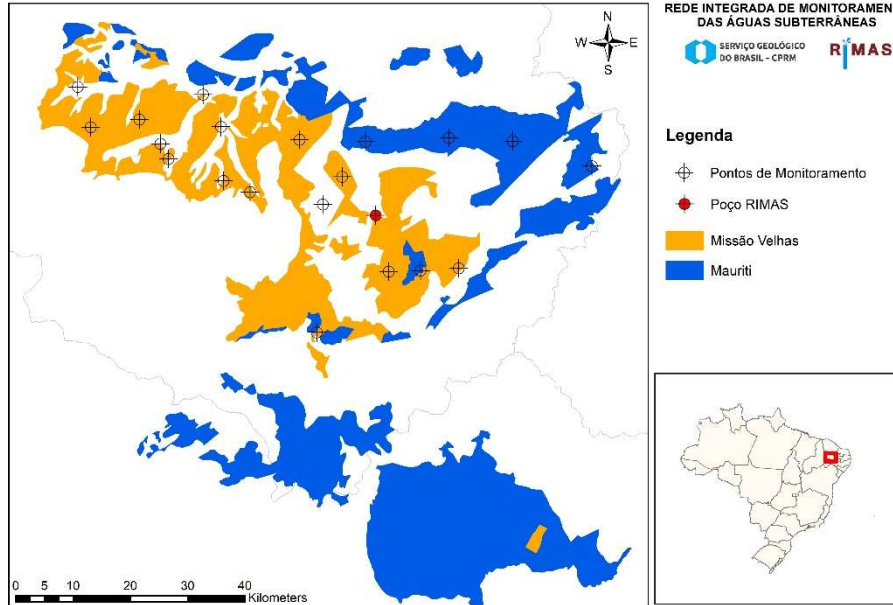 REDE INTEGRADA DE MONITORAMEN
DAS ÁGUAS SUBTERRÂNEAS
SERVIÇO GEOLÓGICO
DO BRASIL - CPRM
RIMAS
N
W E
S
Legenda
Pontos de Monitoramento
Poço RIMAS
Missão Velhas
Mauriti
0 5 10 20 30 40
Kilometers